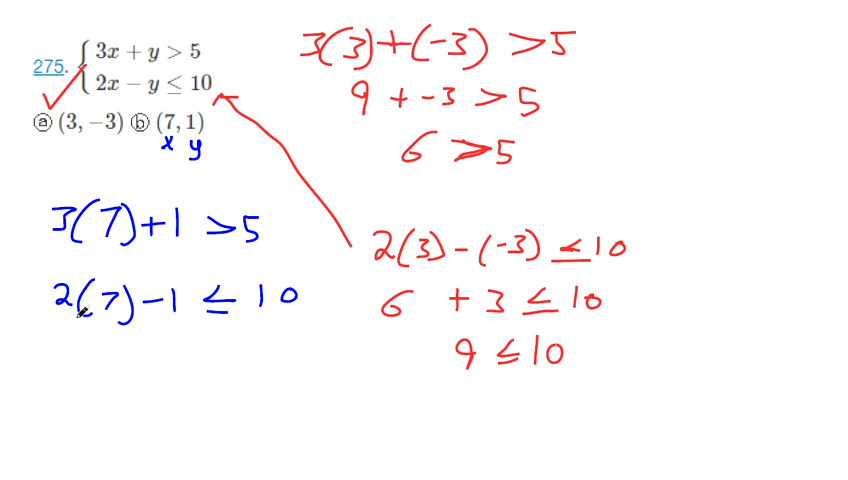 275. { 3x + y > 5
2x − y ≤ 10
ⓐ (3, −3) ⓑ (7, 1)
x y
3(3)+(-3) >5
9 + -3 >5
6 >5
3(7)+1 >5
2(7)-1 ≤ 10
2(3)-(-3) ≤10
6 + 3 ≤ 10
9 ≤10